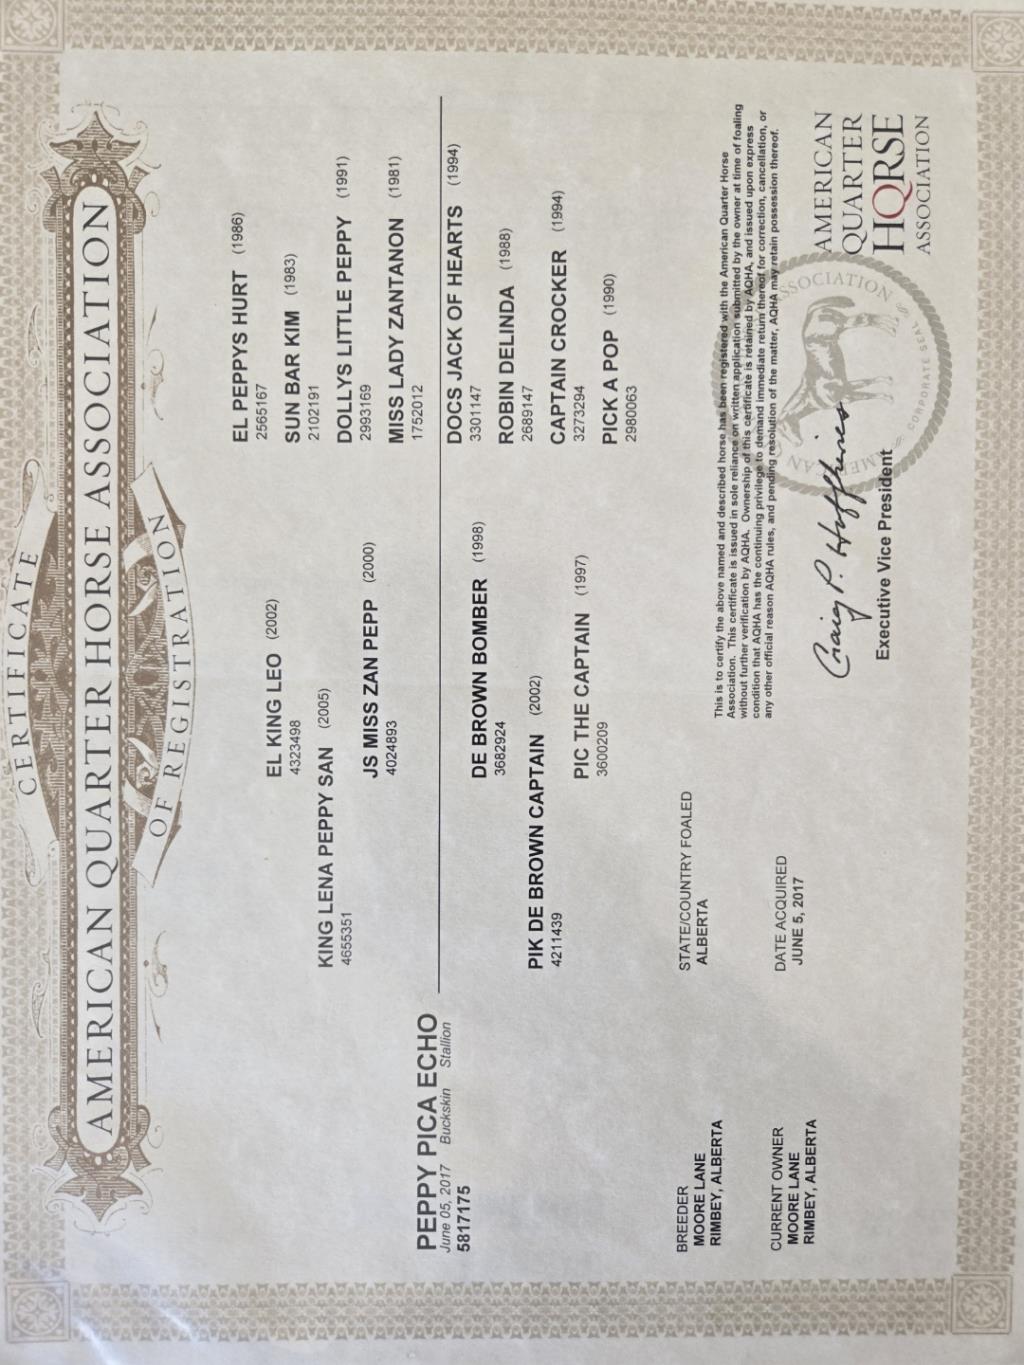 CERTIFICATE
AMERICAN QUARTER HORSE ASSOCIATION
OF REGISTRATION
EL PEPPYS HURT (1986)
2565167
EL KING LEO (2002)
4323498
SUN BAR KIM (1983)
2102191
KING LENA PEPPY SAN (2005)
4655351
DOLLYS LITTLE PEPPY (1991)
2993169
JS MISS ZAN PEPP (2000)
4024893
MISS LADY ZANTANON (1981)
1752012
PEPPY PICA ECHO
June 05, 2017 Buckskin Stallion
5817175
DOCS JACK OF HEARTS (1994)
3301147
DE BROWN BOMBER (1998)
3682924
ROBIN DELINDA (1988)
2689147
PIK DE BROWN CAPTAIN (2002)
4211439
CAPTAIN CROCKER (1994)
3273294
PIC THE CAPTAIN (1997)
3600209
PICK A POP (1990)
2980063
BREEDER
MOORE LANE
RIMBEY, ALBERTA
STATE/COUNTRY FOALED
ALBERTA
CURRENT OWNER
MOORE LANE
RIMBEY, ALBERTA
DATE ACQUIRED
JUNE 5, 2017
This is to certify the above named and described horse has been registered with the American Quarter Horse
Association. This certificate is issued in sole reliance on written application submitted by the owner at time of foaling
without further verification by AQHA. Ownership of this certificate is retained by AQHA, and issued upon express
condition that AQHA has the continuing privilege to demand immediate return thereof for correction, cancellation, or
any other official reason AQHA rules, and pending resolution of the matter, AQHA may retain possession thereof.
Craig P. Huffhines
Executive Vice President
AMERICAN
ASSOCIATION
CORPORATE SEAL
AMERICAN
QUARTER
HORSE
ASSOCIATION